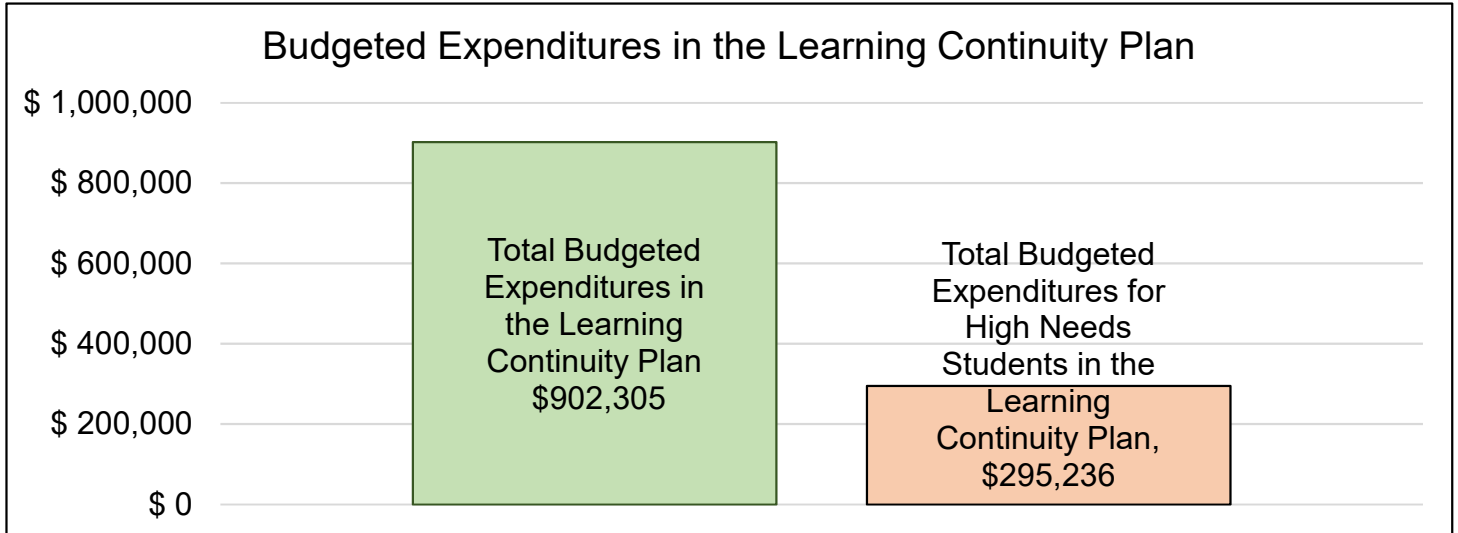 Budgeted Expenditures in the Learning Continuity Plan
$ 1,000,000
$ 800,000
$ 600,000
$ 400,000
$ 200,000
$ 0
Total Budgeted
Expenditures in
the Learning
Continuity Plan
$902,305
Total Budgeted
Expenditures for
High Needs
Students in the
Learning
Continuity Plan,
$295,236